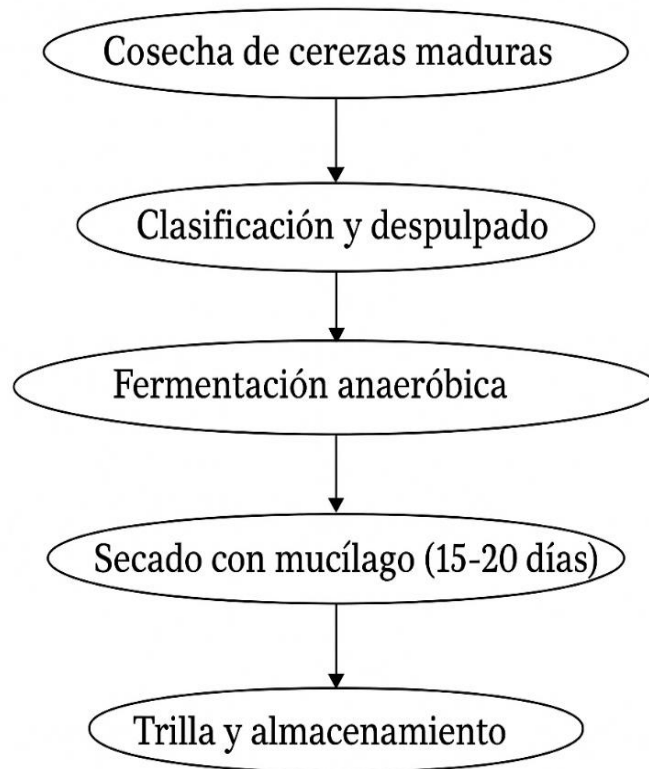 Cosecha de cerezas maduras
Clasificación y despulpado
Fermentación anaeróbica
Secado con mucílago (15-20 días)
Trilla y almacenamiento